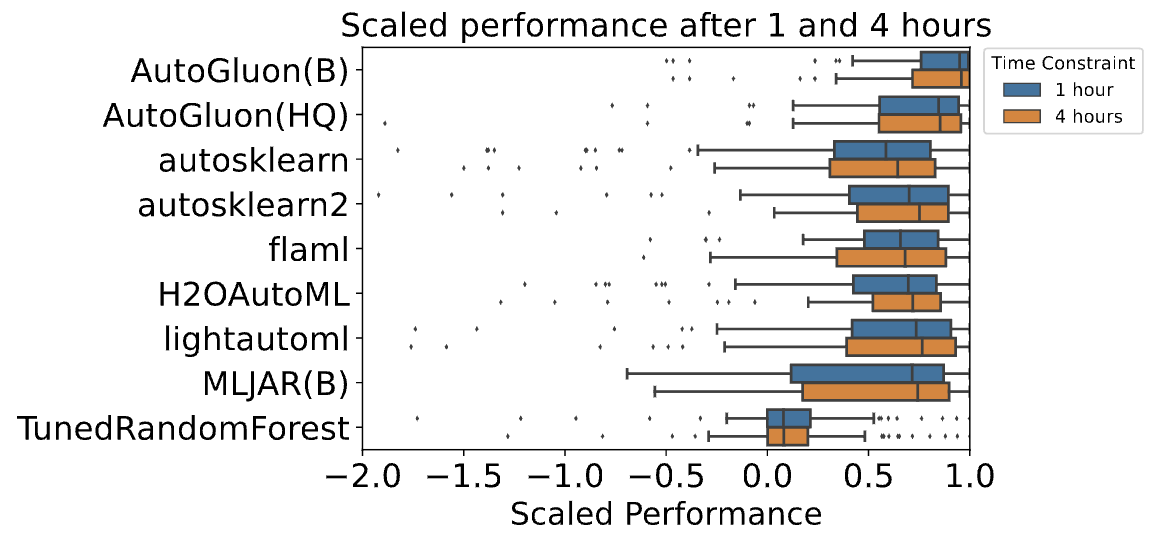 Scaled performance after 1 and 4 hours
AutoGluon(B)
AutoGluon(HQ)
autosklearn
autosklearn2
flaml
H2OAutoML
lightautoml
MLJAR(B)
TunedRandomForest
−2.0 −1.5 −1.0 −0.5 0.0 0.5 1.0
Scaled Performance
Time Constraint
1 hour
4 hours